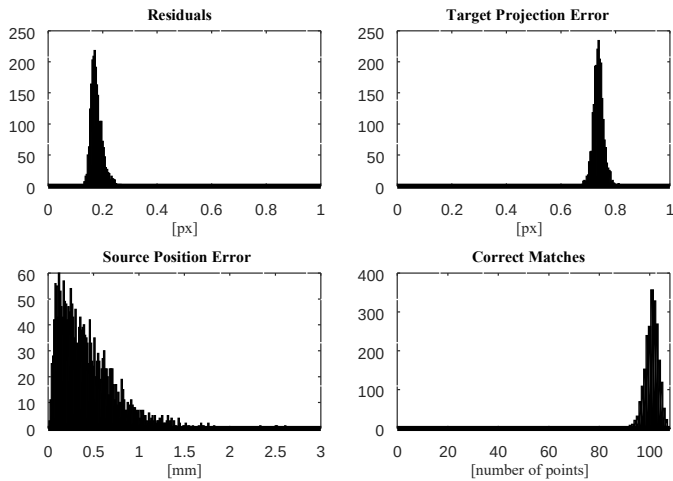 Residuals
250
200
150
100
50
0
0 0.2 0.4 0.6 0.8 1
[px]
Target Projection Error
250
200
150
100
50
0
0 0.2 0.4 0.6 0.8 1
[px]
Source Position Error
60
50
40
30
20
10
0
0 0.5 1 1.5 2 2.5 3
[mm]
Correct Matches
400
300
200
100
0
0 20 40 60 80 100
[number of points]